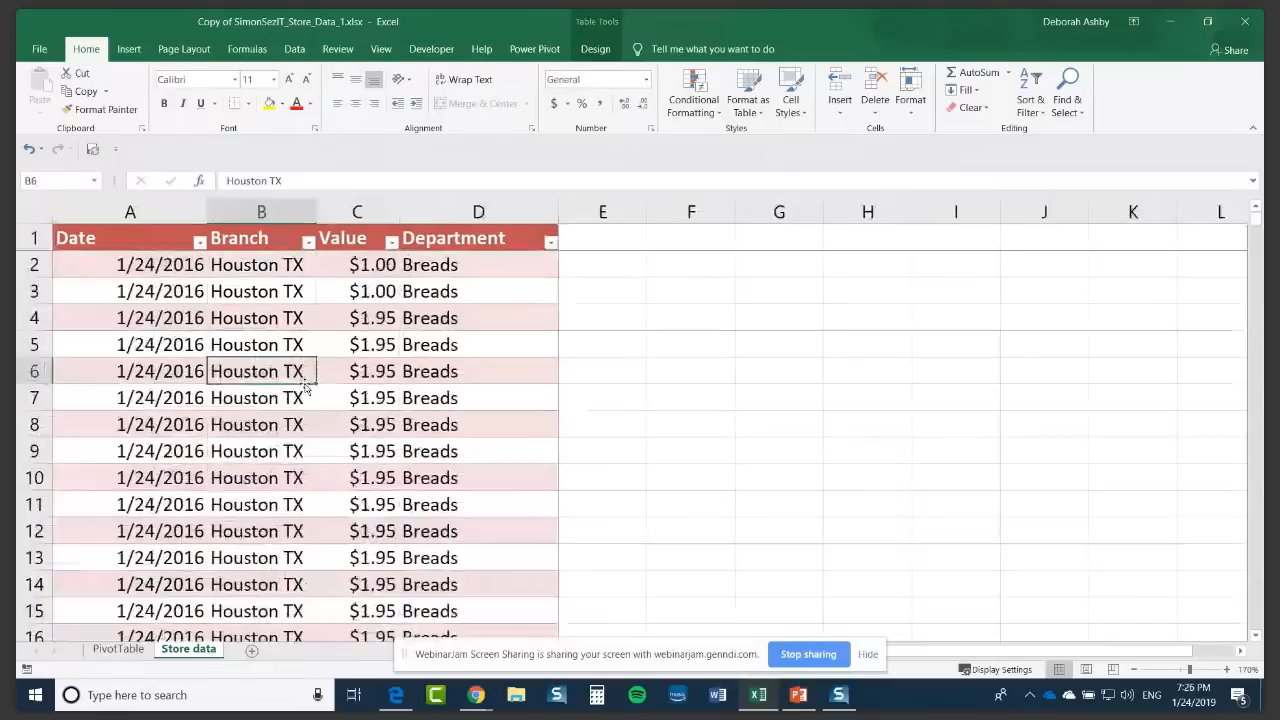 Copy of SimonSezIT_Store_Data_1.xlsx - Excel
Table Tools
Deborah Ashby
File Home Insert Page Layout Formulas Data Review View Developer Help Power Pivot Design Tell me what you want to do Share
Paste
Cut
Copy
Format Painter
Calibri 11
B I U A
Wrap Text
Merge & Center
General
$ % ,
Conditional Formatting
Format as Table
Cell Styles
Insert Delete Format
AutoSum
Fill
Clear
Sort & Filter
Find & Select
Clipboard Font Alignment Number Styles Cells Editing
B6 fx Houston TX
A B C D E F G H I J K L
1 Date Branch Value Department
2 1/24/2016 Houston TX $1.00 Breads
3 1/24/2016 Houston TX $1.00 Breads
4 1/24/2016 Houston TX $1.95 Breads
5 1/24/2016 Houston TX $1.95 Breads
6 1/24/2016 Houston TX $1.95 Breads
7 1/24/2016 Houston TX $1.95 Breads
8 1/24/2016 Houston TX $1.95 Breads
9 1/24/2016 Houston TX $1.95 Breads
10 1/24/2016 Houston TX $1.95 Breads
11 1/24/2016 Houston TX $1.95 Breads
12 1/24/2016 Houston TX $1.95 Breads
13 1/24/2016 Houston TX $1.95 Breads
14 1/24/2016 Houston TX $1.95 Breads
15 1/24/2016 Houston TX $1.95 Breads
16 1/24/2016 Houston TX $1.95 Breads
PivotTable Store data
WebinarJam Screen Sharing is sharing your screen with webinarjam.genndi.com. Stop sharing Hide
Display Settings 170%
Type here to search
ENG
7:26 PM
1/24/2019
5